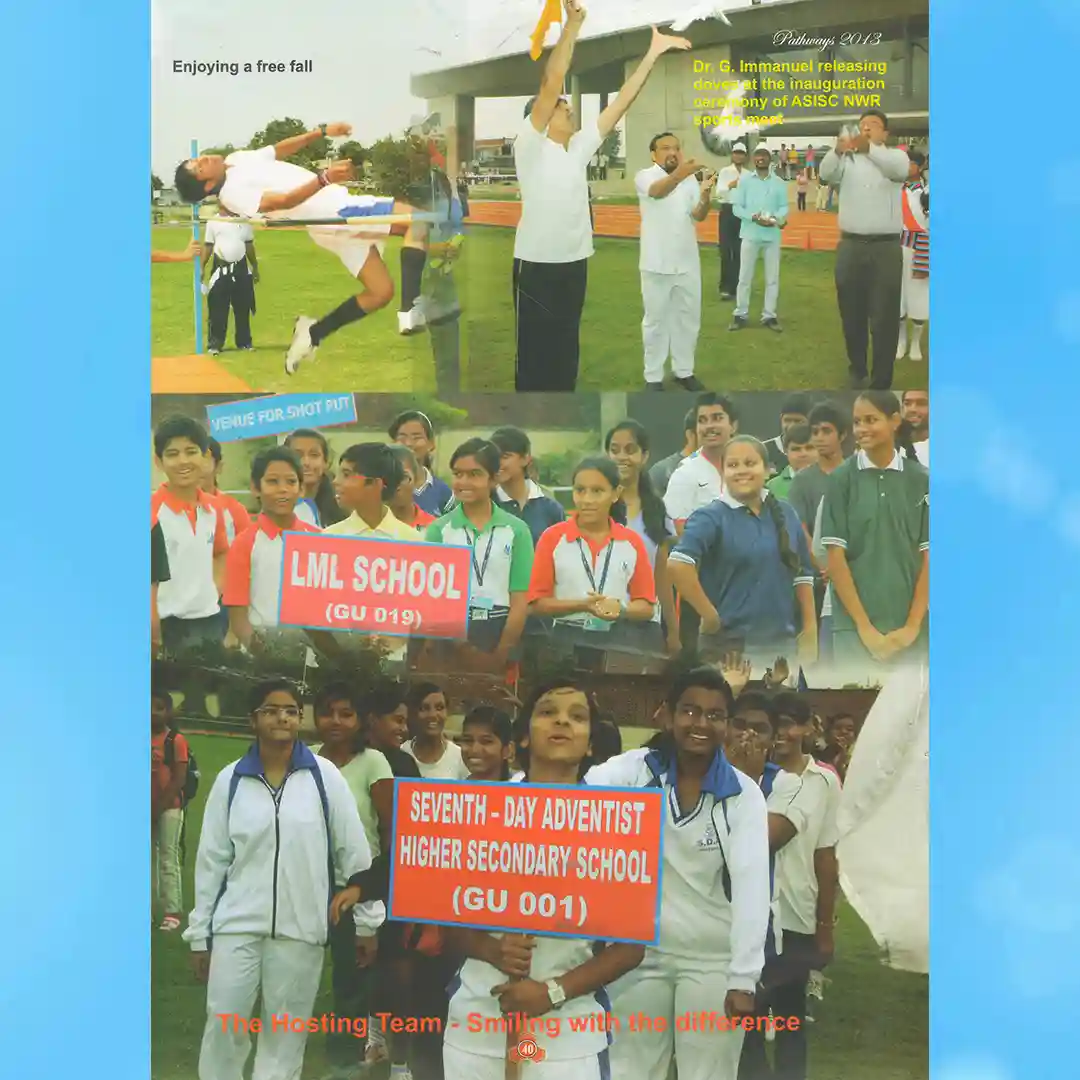 Pathways 2013
Enjoying a free fall
Dr. G. Immanuel releasing
doves at the inauguration
ceremony of ASISC NWR
sports meet
VENUE FOR SHOT PUT
LML SCHOOL
(GU 019)
SEVENTH - DAY ADVENTIST
HIGHER SECONDARY SCHOOL
(GU 001)
The Hosting Team - Smiling with the difference
40